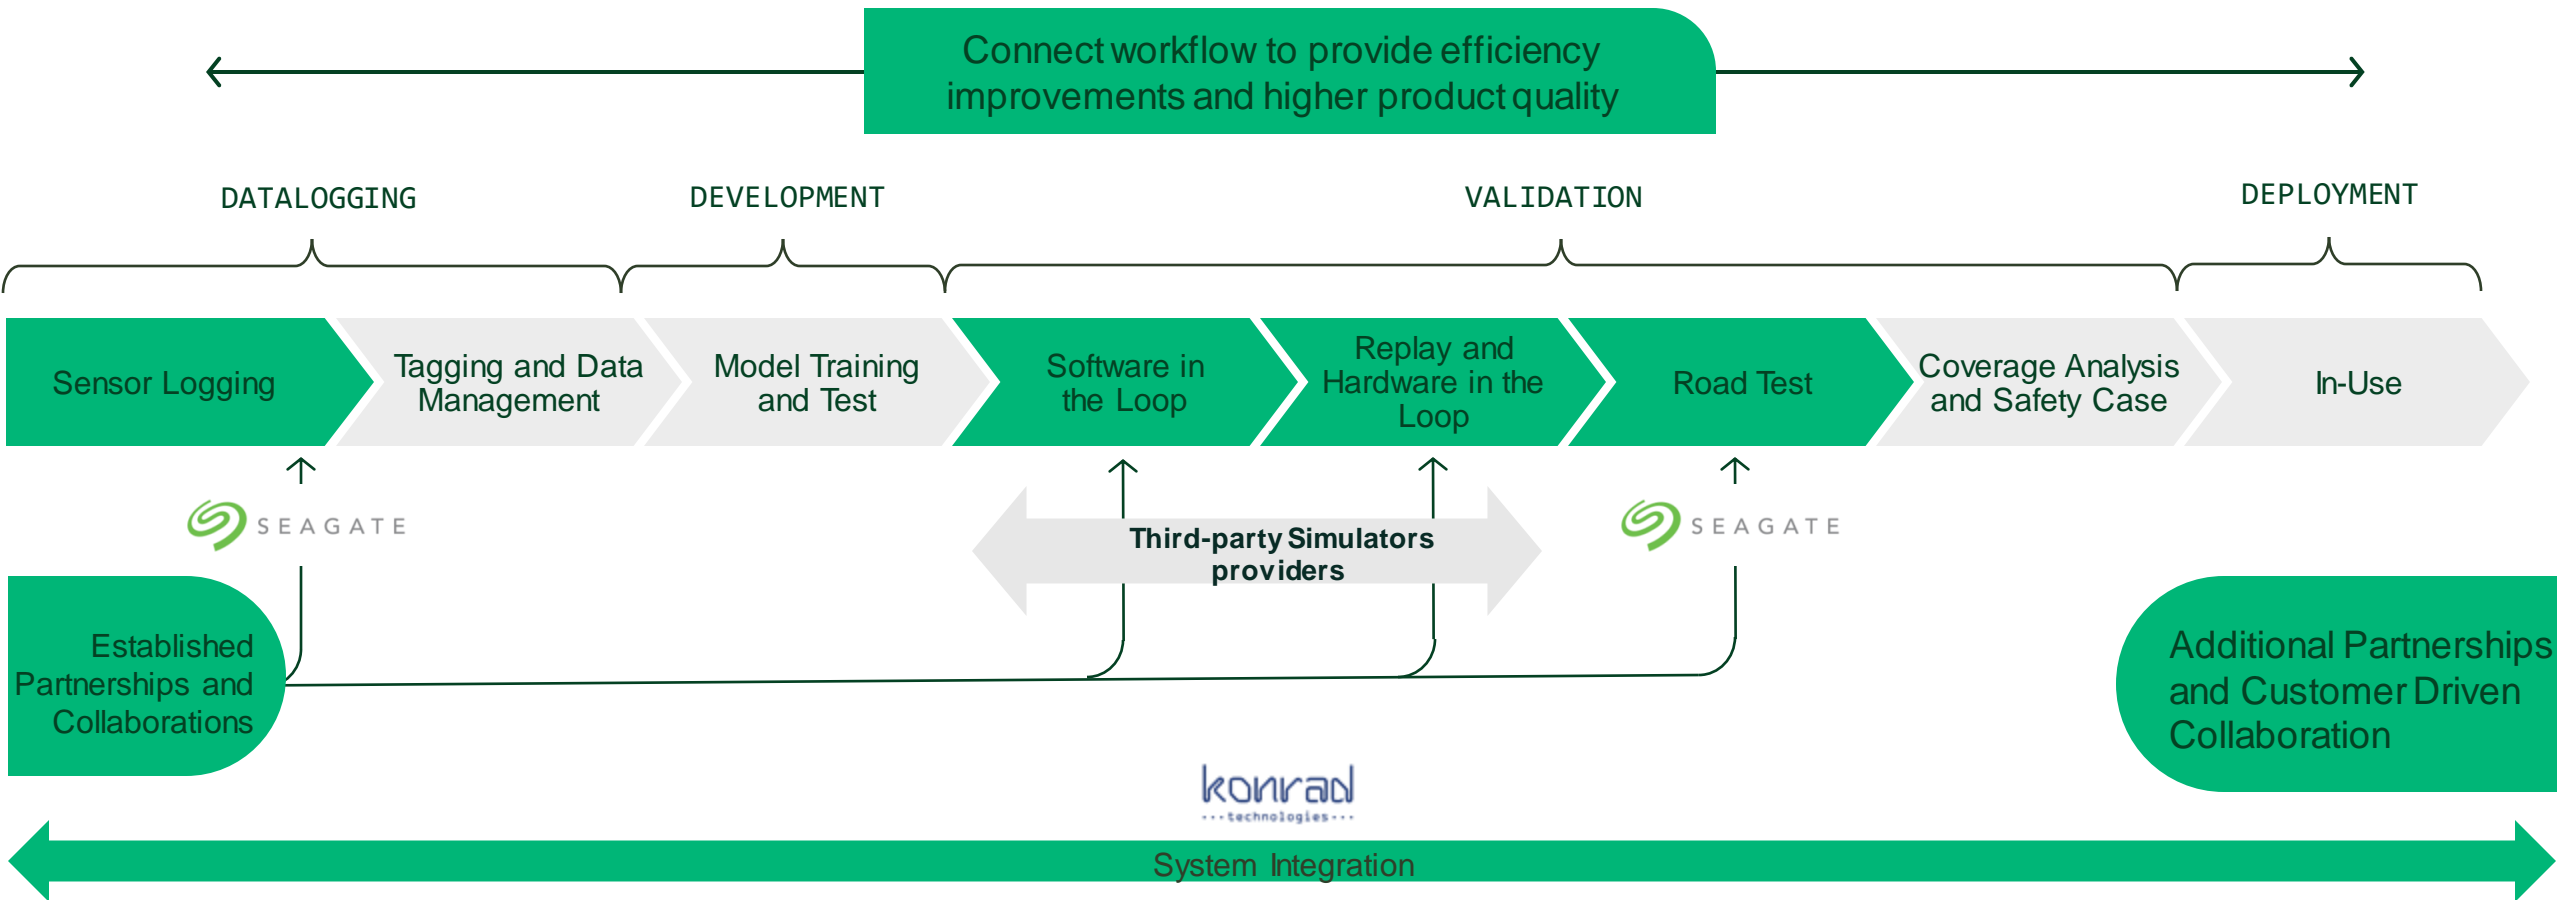 Connect workflow to provide efficiency
improvements and higher product quality
DATALOGGING
DEVELOPMENT
VALIDATION
DEPLOYMENT
Sensor Logging
Tagging and Data
Management
Model Training
and Test
Software in
the Loop
Replay and
Hardware in the
Loop
Road Test
Coverage Analysis
and Safety Case
In-Use
SEAGATE
Third-party Simulators
providers
SEAGATE
Established
Partnerships and
Collaborations
Additional Partnerships
and Customer Driven
Collaboration
konrad
···technologies···
System Integration